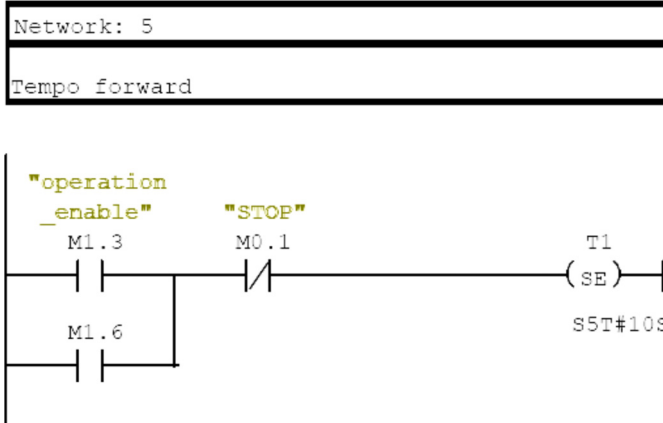 Network: 5
Tempo forward
"operation
_enable"
"STOP"
M1.3
M0.1
T1
SE
M1.6
S5T#10S